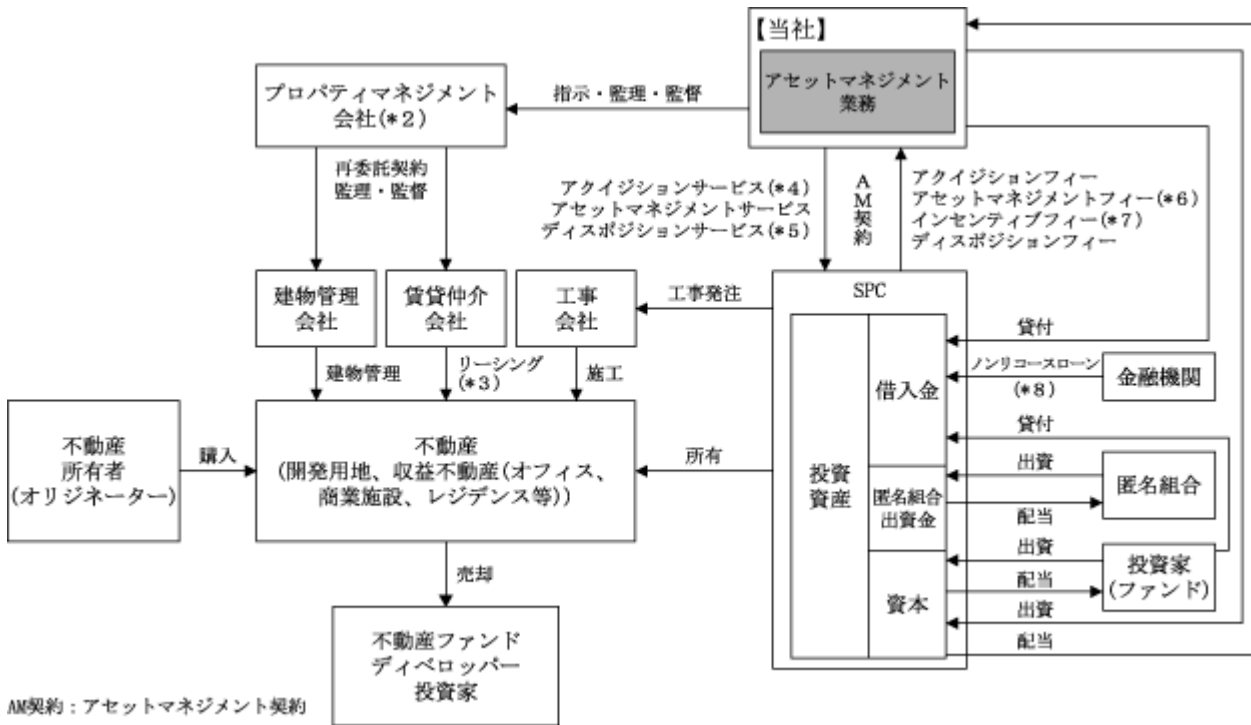 【当社】
アセットマネジメント
業務
プロパティマネジメント
会社(*2)
指示・監理・監督
再委託契約
監理・監督
アクイジションサービス(*4)
アセットマネジメントサービス
ディスポジションサービス(*5)
AM契約
アクイジションフィー
アセットマネジメントフィー(*6)
インセンティブフィー(*7)
ディスポジションフィー
建物管理
会社
賃貸仲介
会社
工事
会社
工事発注
SPC
建物管理
リーシング
(*3)
施工
投資
資産
借入金
匿名組合
出資金
資本
貸付
ノンリコースローン
(*8)
金融機関
貸付
出資
匿名組合
配当
出資
投資家
(ファンド)
配当
出資
配当
不動産
所有者
(オリジネーター)
購入
不動産
(開発用地、収益不動産(オフィス、
商業施設、レジデンス等))
所有
売却
不動産ファンド
ディベロッパー
投資家
AM契約：アセットマネジメント契約